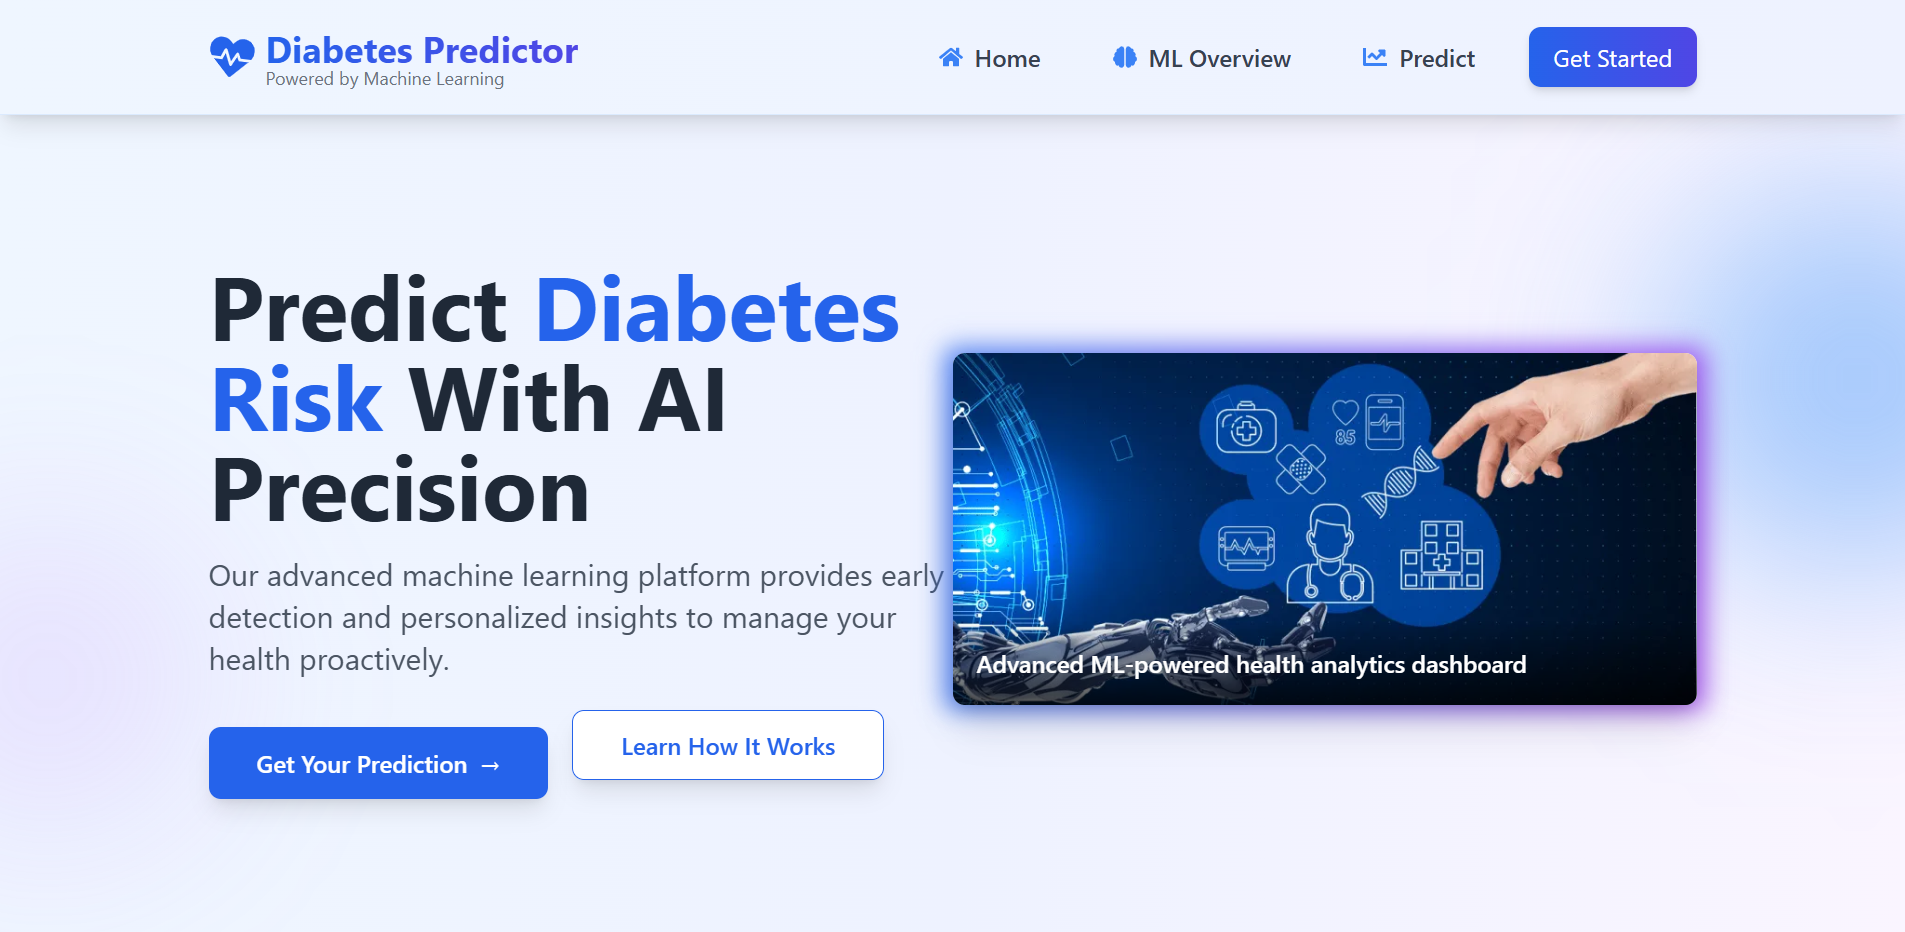 Diabetes Predictor
Powered by Machine Learning
Home
ML Overview
Predict
Get Started
Predict Diabetes
Risk With AI
Precision
Our advanced machine learning platform provides early
detection and personalized insights to manage your
health proactively.
Get Your Prediction →
Learn How It Works
85
Advanced ML-powered health analytics dashboard